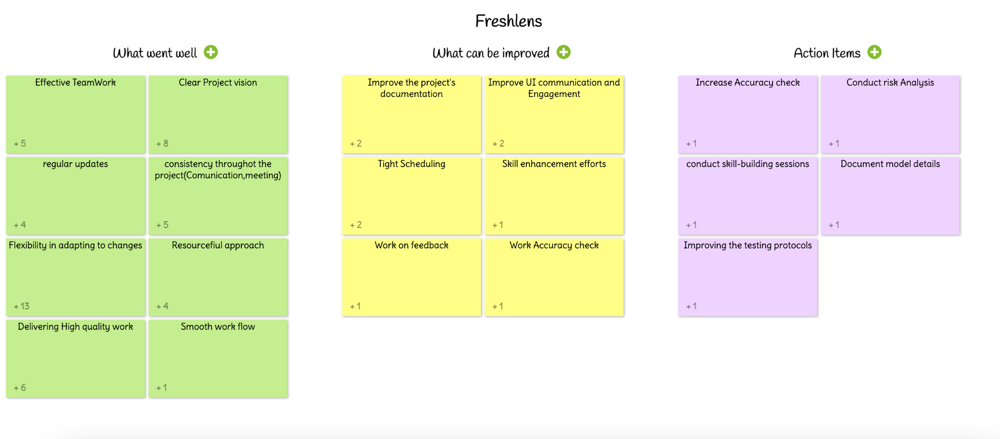 Freshlens
What went well
What can be improved
Action Items
Effective TeamWork
+ 5
Clear Project vision
+ 8
regular updates
+ 4
consistency throughot the
project(Comunication,meeting)
+ 5
Flexibility in adapting to changes
+ 13
Resourcefiul approach
+ 4
Delivering High quality work
+ 6
Smooth work flow
+ 1
Improve the project's
documentation
+ 2
Improve UI communication and
Engagement
+ 2
Tight Scheduling
+ 2
Skill enhancement efforts
+ 1
Work on feedback
+ 1
Work Accuracy check
+ 1
Increase Accuracy check
+ 1
Conduct risk Analysis
+ 1
conduct skill-building sessions
+ 1
Document model details
+ 1
Improving the testing protocols
+ 1